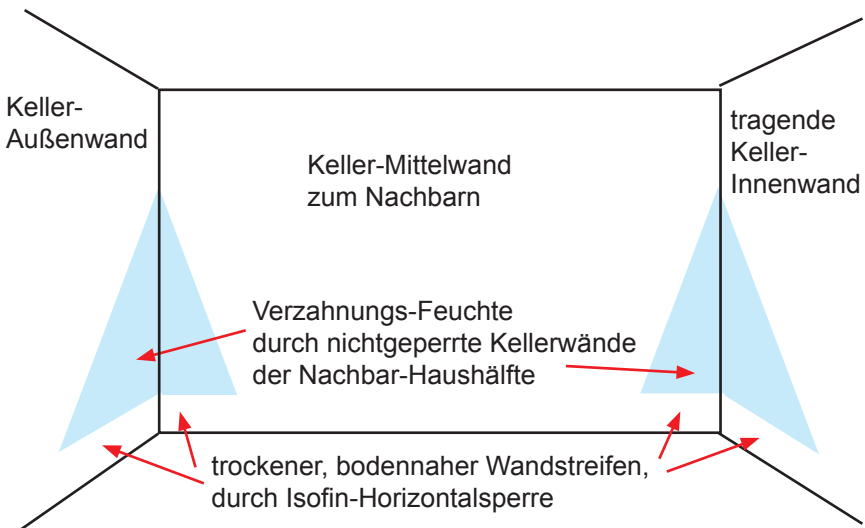 Keller-
Außenwand
Keller-Mittelwand
zum Nachbarn
tragende
Keller-
Innenwand
Verzahnungs-Feuchte
durch nichtgeperrte Kellerwände
der Nachbar-Haushälfte
trockener, bodennaher Wandstreifen,
durch Isofin-Horizontalsperre